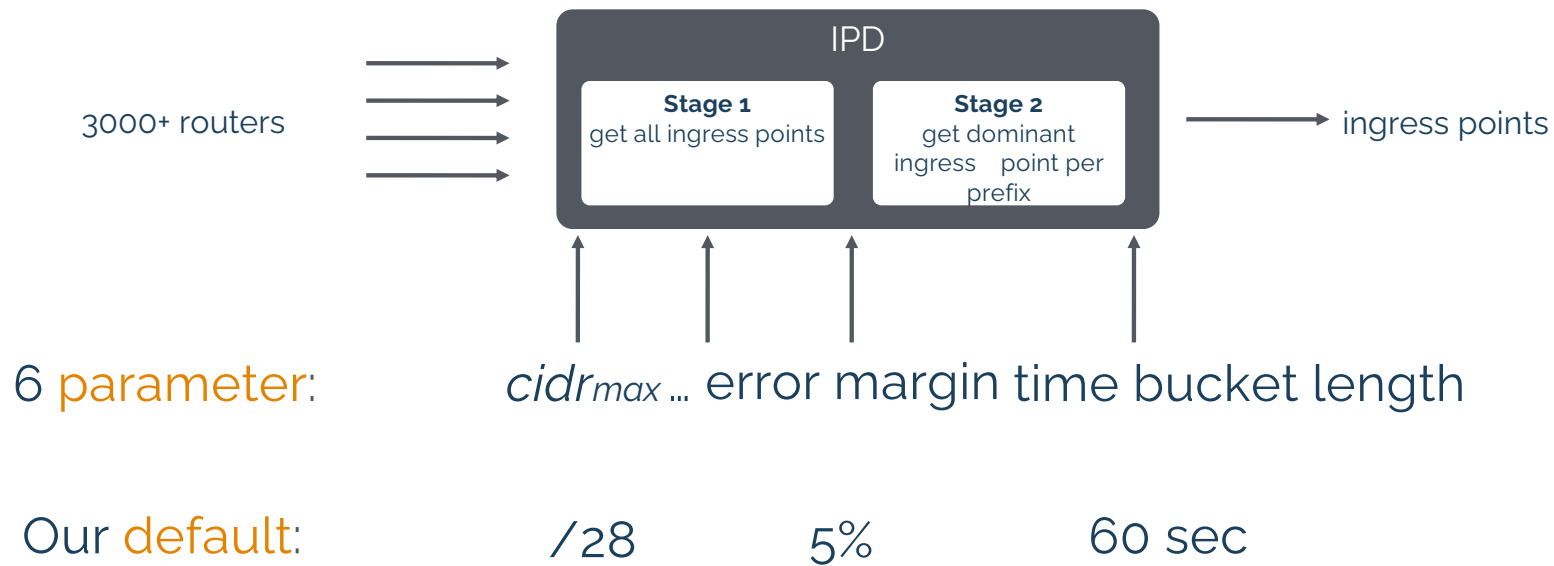 IPD
3000+ routers
Stage 1
get all ingress points
Stage 2
get dominant
ingress point per
prefix
ingress points
6 parameter: cidrmax ... error margin time bucket length
Our default: /28 5% 60 sec